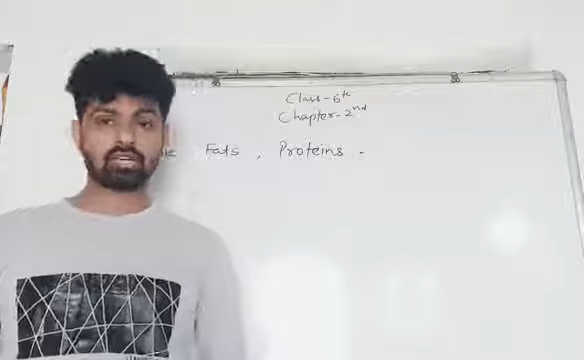 Class-6th
Chapter-2nd
Fats, Proteins -